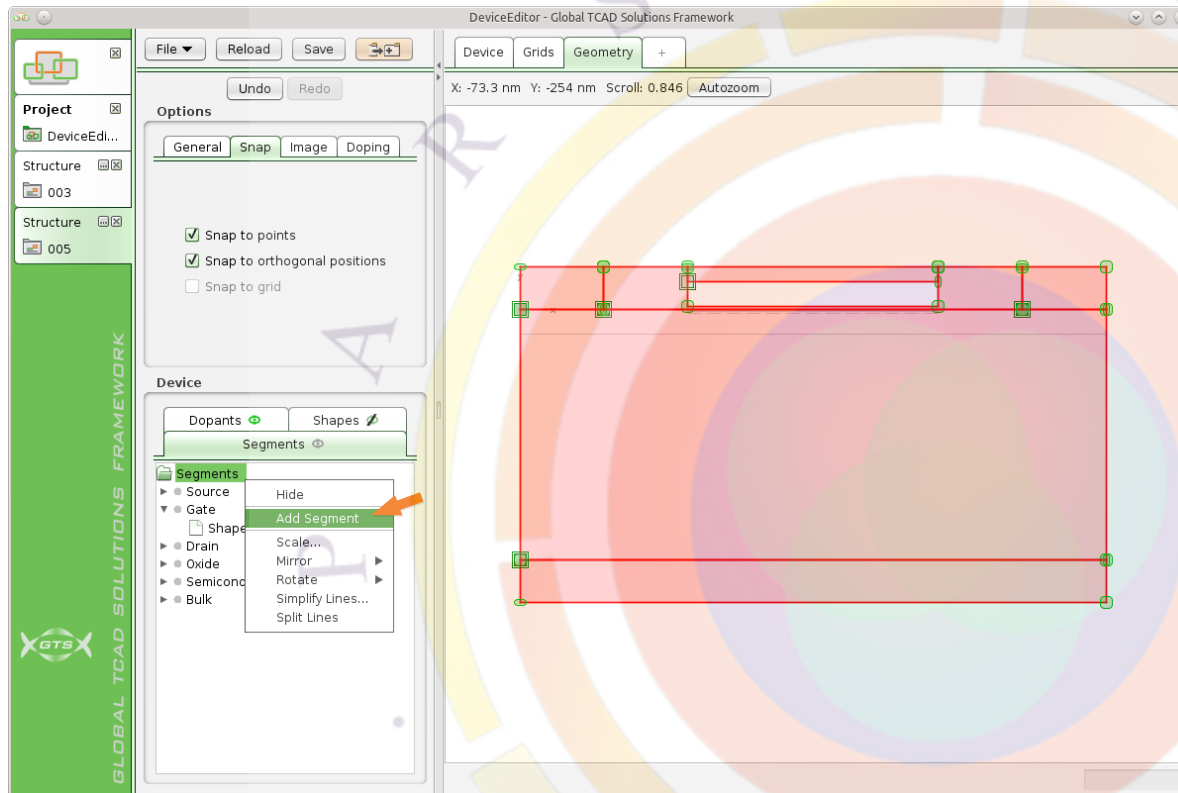 DeviceEditor - Global TCAD Solutions Framework
File
Reload
Save
Undo
Redo
Options
General
Snap
Image
Doping
Snap to points
Snap to orthogonal positions
Snap to grid
Device
Dopants
Shapes
Segments
Segments
Source
Gate
Shape
Drain
Oxide
Semicond
Bulk
Hide
Add Segment
Scale...
Mirror
Rotate
Simplify Lines...
Split Lines
Project
DeviceEdi...
Structure
003
Structure
005
GLOBAL TCAD SOLUTIONS FRAMEWORK
GTS
Device
Grids
Geometry
+
X: -73.3 nm Y: -254 nm Scroll: 0.846 Autozoom
y
x
P A R S